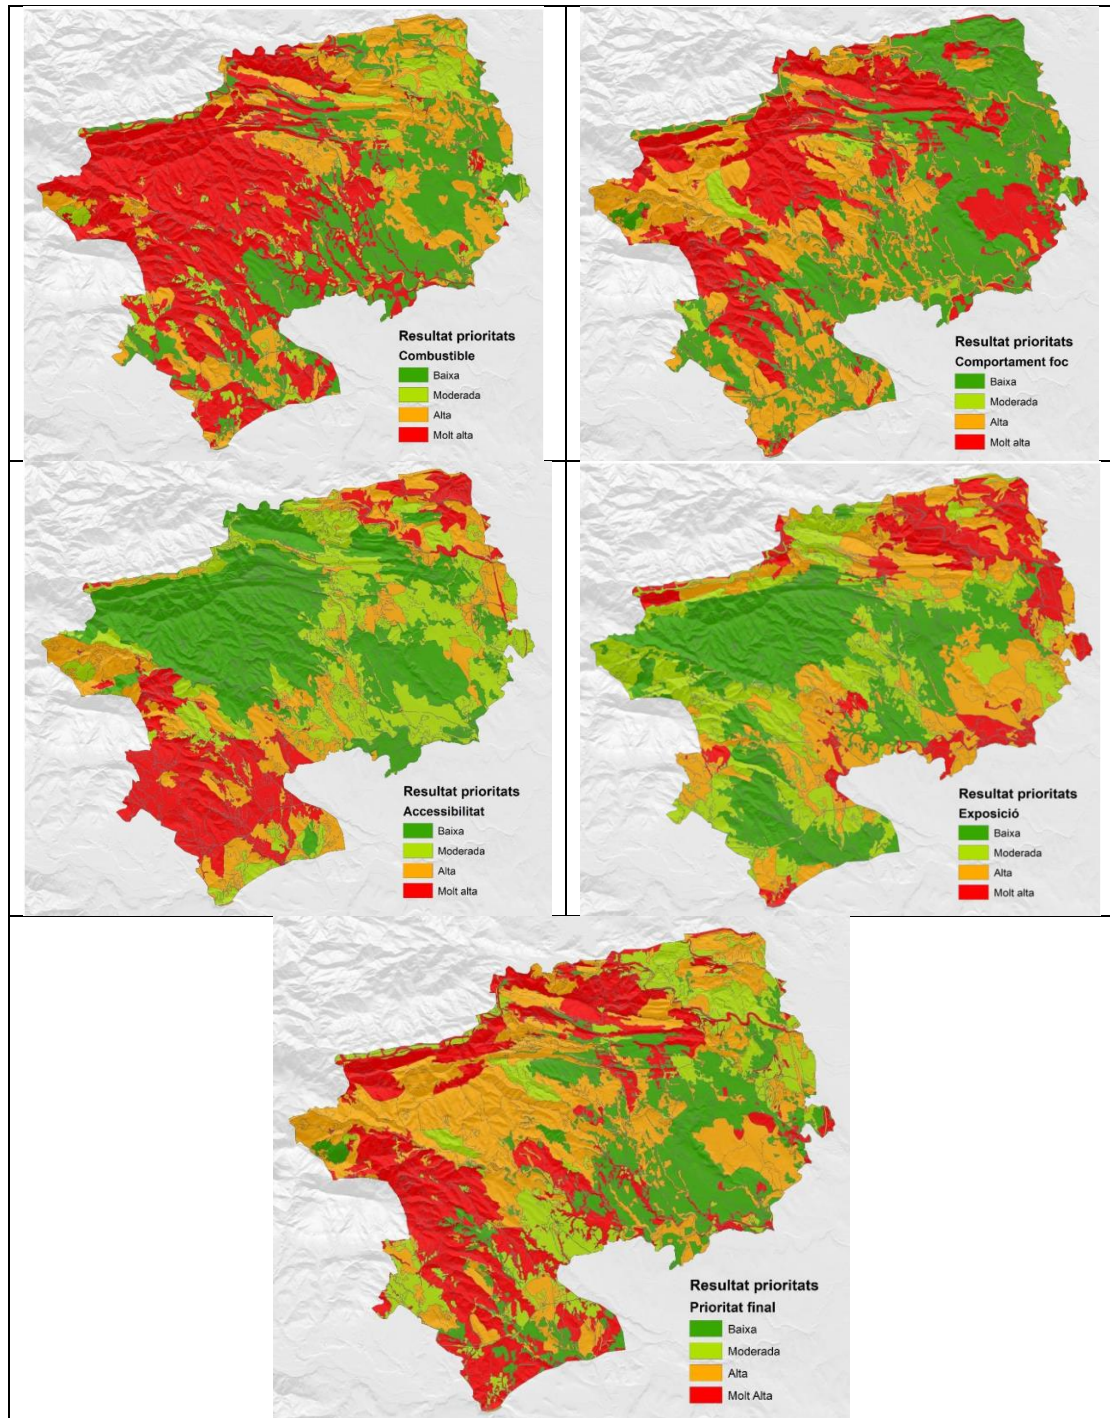 Resultat prioritats
Combustible
Baixa
Moderada
Alta
Molt alta
Resultat prioritats
Comportament foc
Baixa
Moderada
Alta
Molt alta
Resultat prioritats
Accessibilitat
Baixa
Moderada
Alta
Molt alta
Resultat prioritats
Exposició
Baixa
Moderada
Alta
Molt alta
Resultat prioritats
Prioritat final
Baixa
Moderada
Alta
Molt Alta